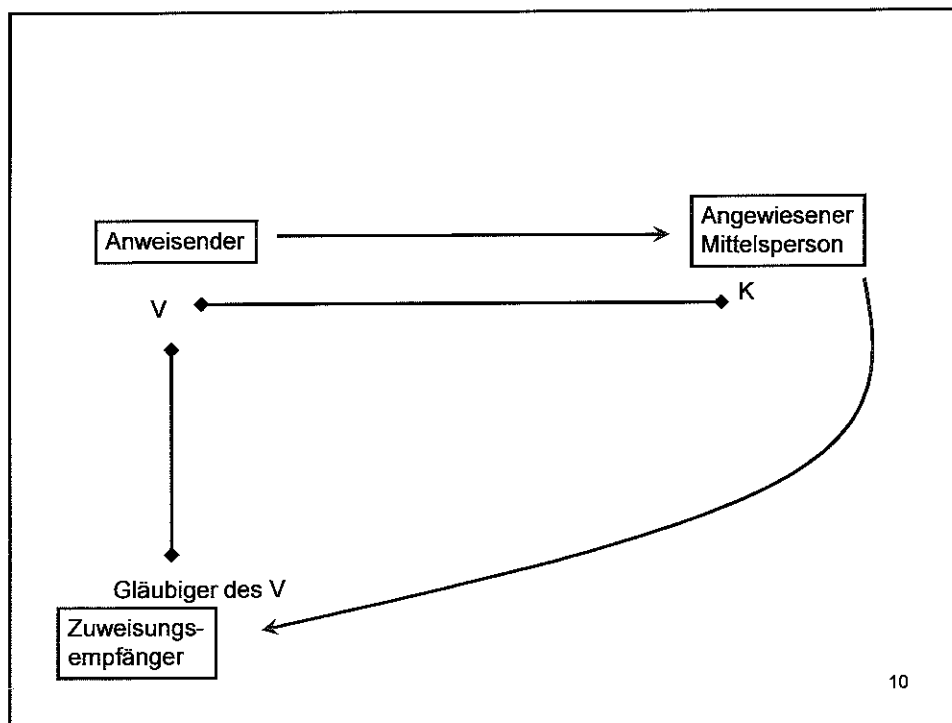 Anweisender
Angewiesener
Mittelsperson
V
K
Gläubiger des V
Zuweisungs-
empfänger
10